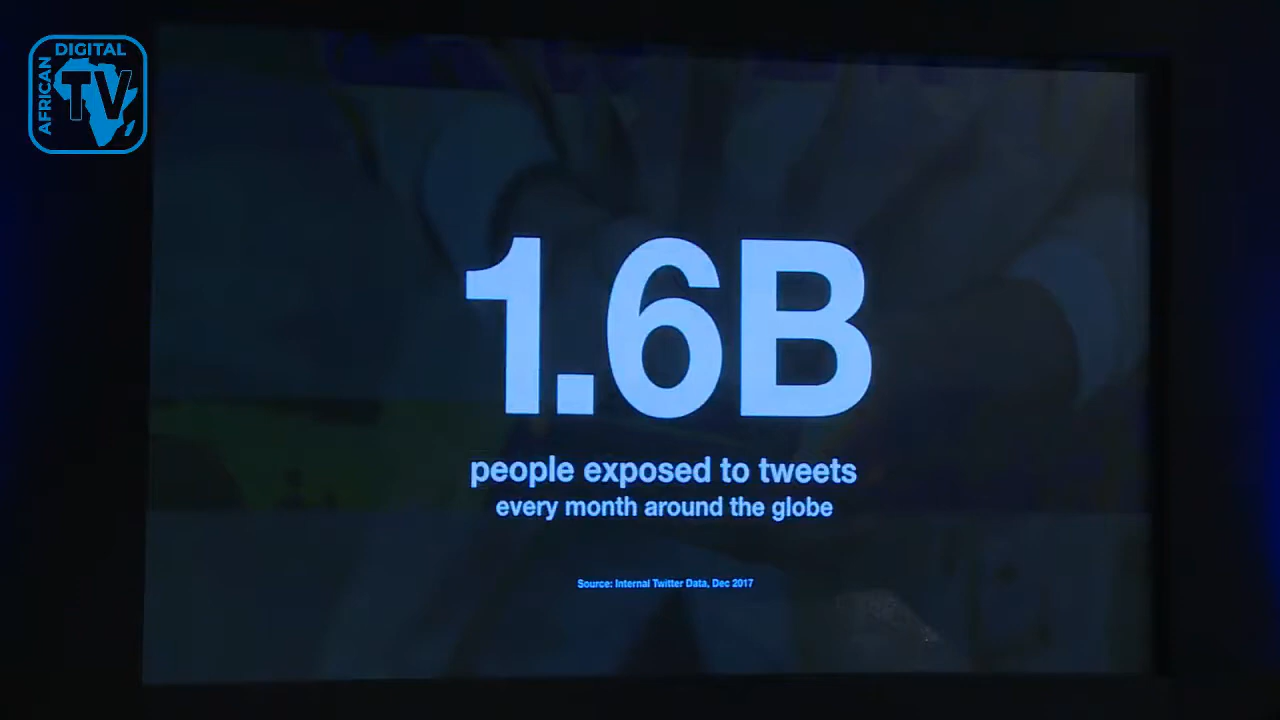 AFRICAN
DIGITAL
TV
1.6B
people exposed to tweets
every month around the globe
Source: Internal Twitter Data, Dec 2017